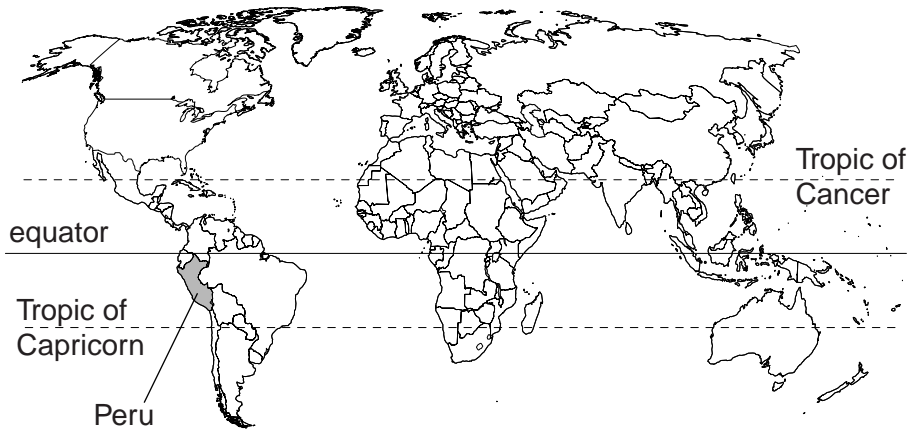 Tropic of
Cancer
equator
Tropic of
Capricorn
Peru